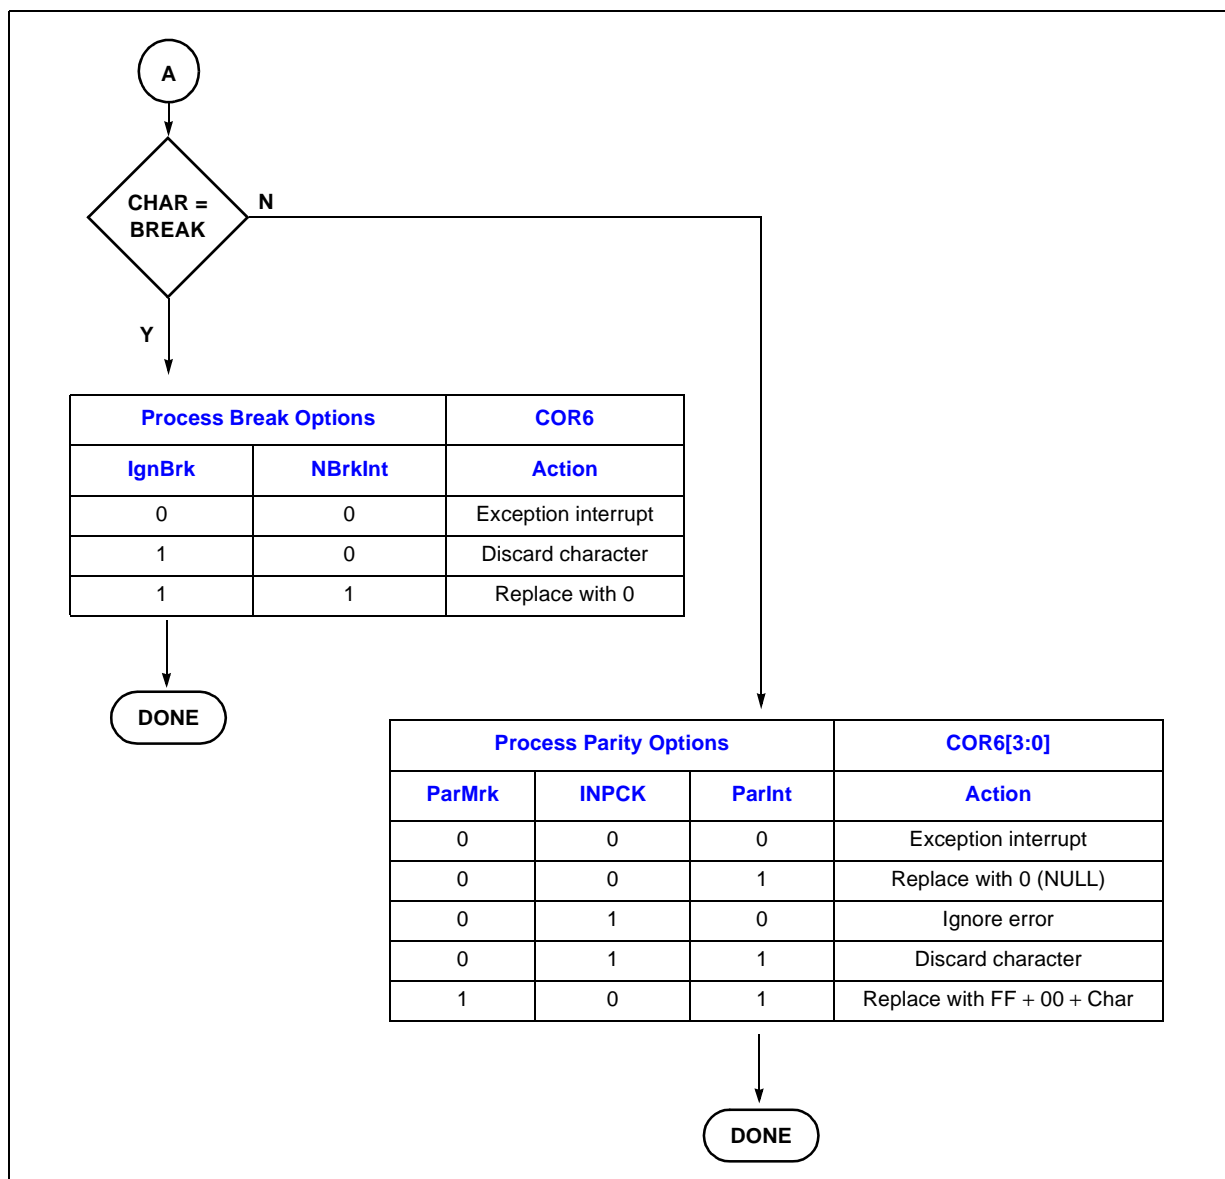 A
CHAR =
BREAK
N
Y
Process Break Options COR6
IgnBrk NBrkInt Action
0 0 Exception interrupt
1 0 Discard character
1 1 Replace with 0
DONE
Process Parity Options COR6[3:0]
ParMrk INPCK ParInt Action
0 0 0 Exception interrupt
0 0 1 Replace with 0 (NULL)
0 1 0 Ignore error
0 1 1 Discard character
1 0 1 Replace with FF + 00 + Char
DONE